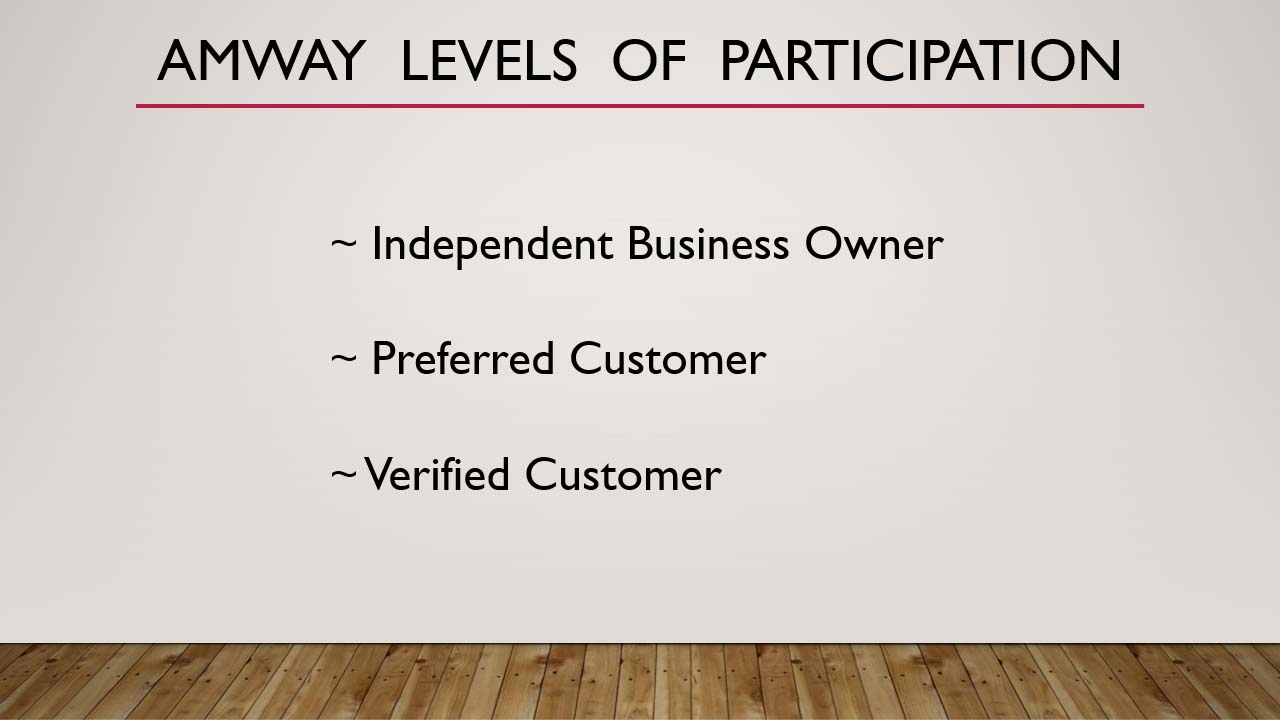 AMWAY LEVELS OF PARTICIPATION
~ Independent Business Owner
~ Preferred Customer
~ Verified Customer